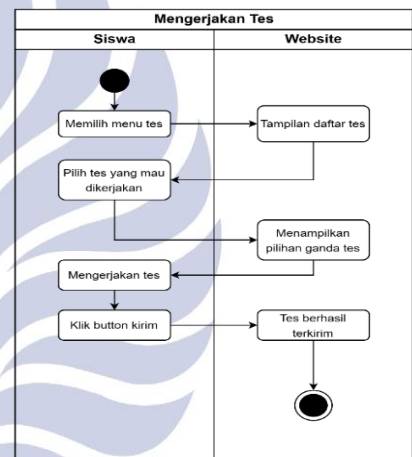 Mengerjakan Tes
Siswa
Website
Memilih menu tes
Tampilan daftar tes
Pilih tes yang mau
dikerjakan
Menampilkan
pilihan ganda tes
Mengerjakan tes
Klik button kirim
Tes berhasil
terkirim